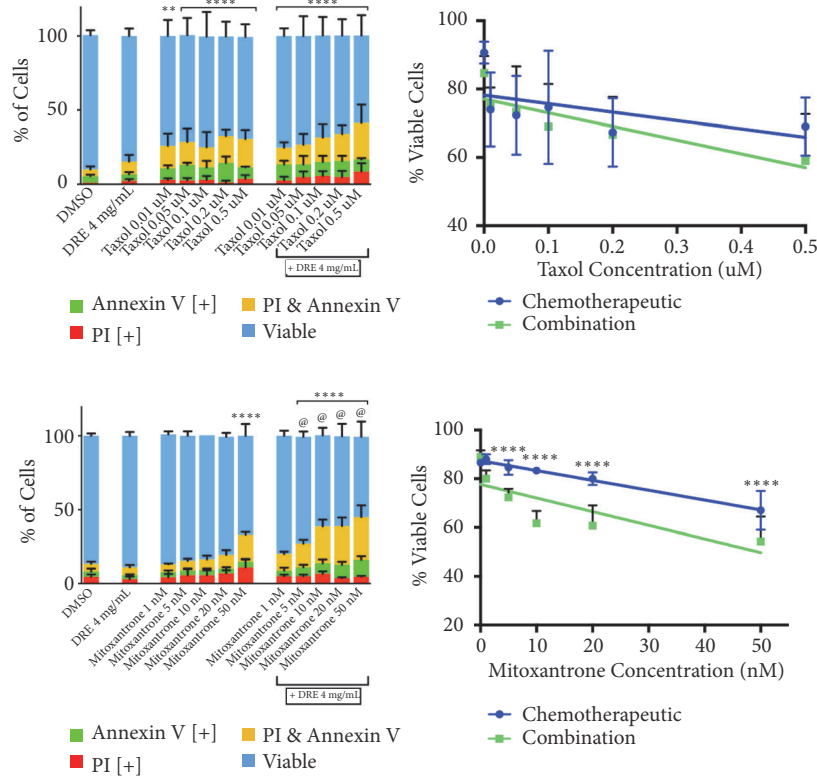 ** ****
****
100
50
0
% of Cells
DMSO
DRE 4 mg/mL
Taxol 0.01 uM
Taxol 0.05 uM
Taxol 0.1 uM
Taxol 0.2 uM
Taxol 0.5 uM
Taxol 0.01 uM
Taxol 0.05 uM
Taxol 0.1 uM
Taxol 0.2 uM
Taxol 0.5 uM
+ DRE 4 mg/mL
Annexin V [+]
PI & Annexin V
PI [+]
Viable
100
80
60
40
% Viable Cells
0.0 0.1 0.2 0.3 0.4 0.5
Taxol Concentration (uM)
Chemotherapeutic
Combination
****
****
@ @ @ @
100
50
0
% of Cells
DMSO
DRE 4 mg/mL
Mitoxantrone 1 nM
Mitoxantrone 5 nM
Mitoxantrone 10 nM
Mitoxantrone 20 nM
Mitoxantrone 50 nM
Mitoxantrone 1 nM
Mitoxantrone 5 nM
Mitoxantrone 10 nM
Mitoxantrone 20 nM
Mitoxantrone 50 nM
+ DRE 4 mg/mL
Annexin V [+]
PI & Annexin V
PI [+]
Viable
100
80
60
40
20
% Viable Cells
**** **** **** ****
0 10 20 30 40 50
Mitoxantrone Concentration (nM)
Chemotherapeutic
Combination